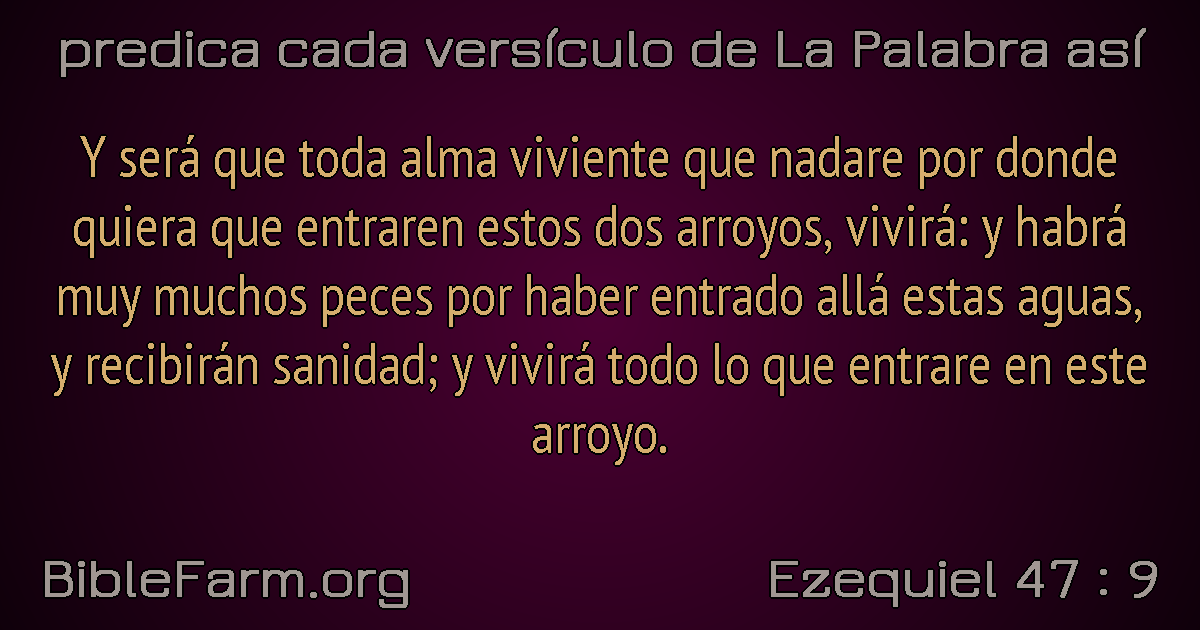 predica cada versículo de La Palabra así
Y será que toda alma viviente que nadare por donde
quiera que entraren estos dos arroyos, vivirá: y habrá
muy muchos peces por haber entrado allá estas aguas,
y recibirán sanidad; y vivirá todo lo que entrare en este
arroyo.
BibleFarm.org
Ezequiel 47 : 9